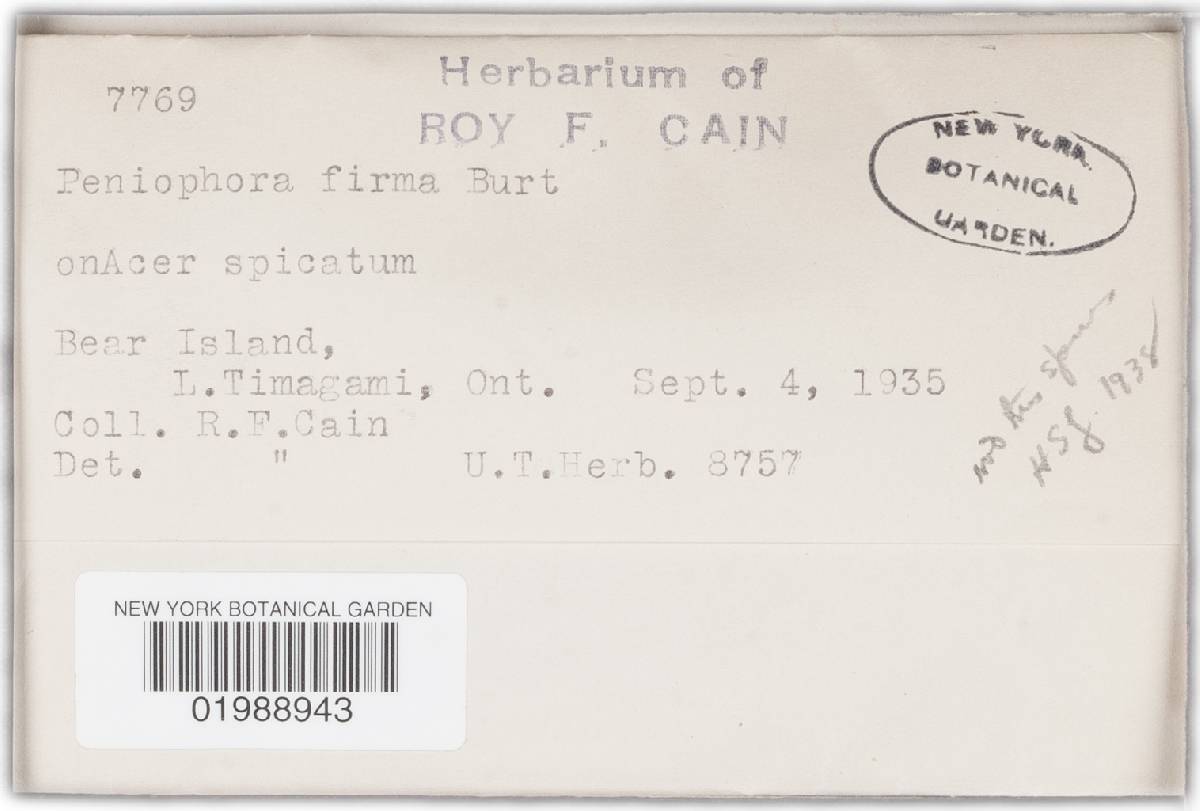 Herbarium of
7769
ROY F. CAIN
NEW YORK
BOTANICAL
GARDEN.
Peniophora firma Burt
onAcer spicatum
Bear Island,
L.Timagami, Ont. Sept. 4, 1935
Coll. R.F.Cain
Det. " U.T.Herb. 8757
HSJ. 1938
NEW YORK BOTANICAL GARDEN
01988943